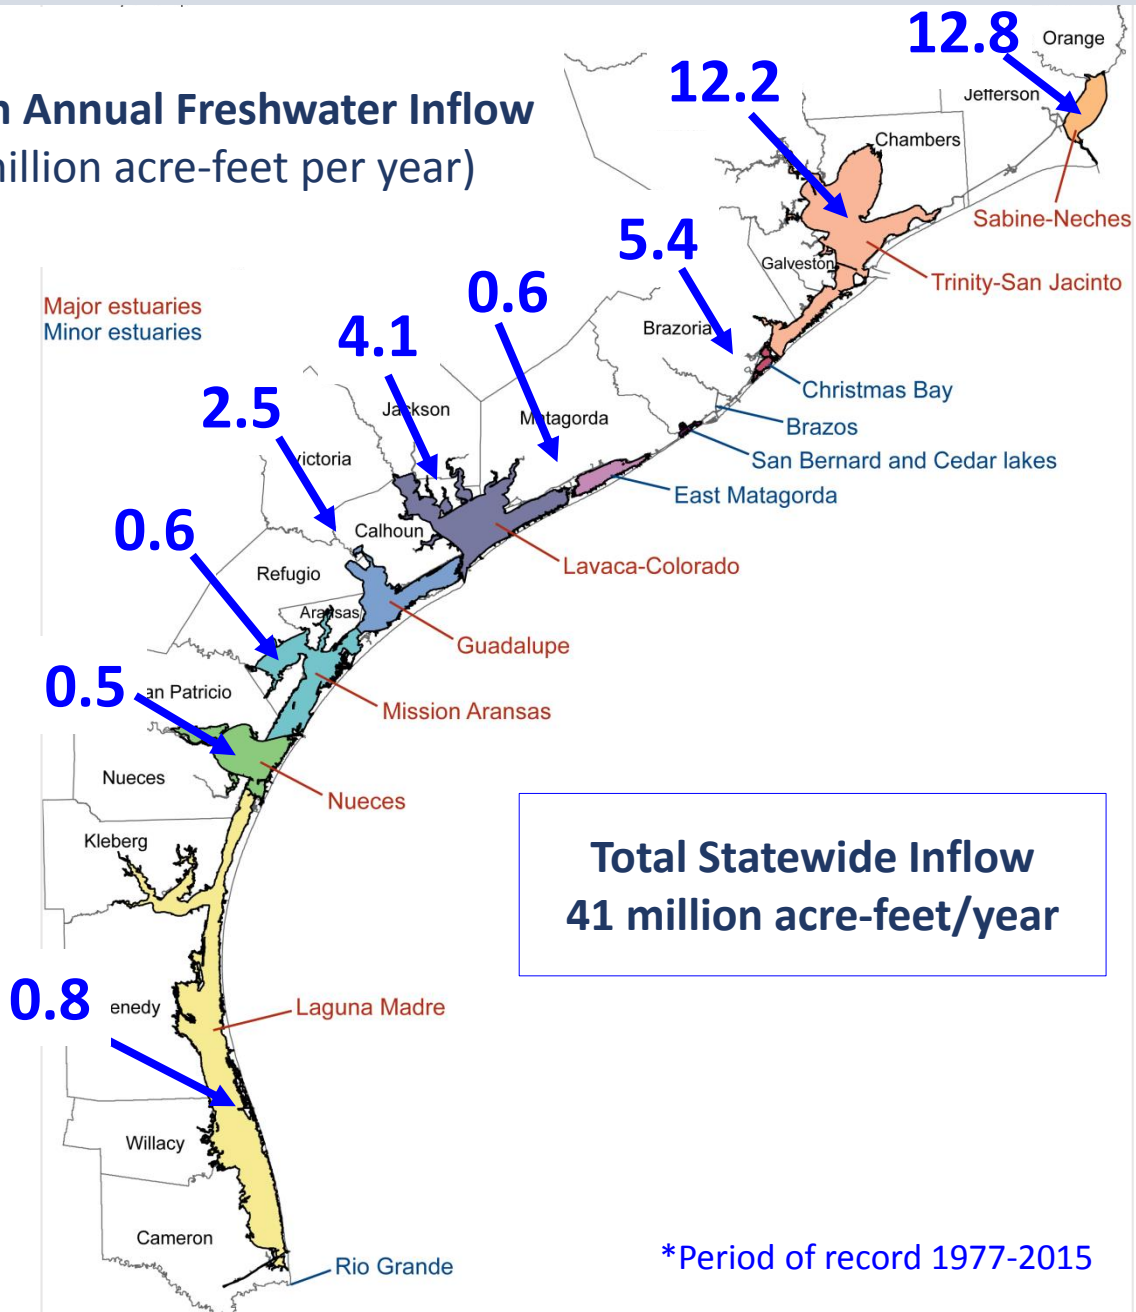 12.8
Orange
12.2
Jefferson
Annual Freshwater Inflow
acre-feet per year)
Chambers
Sabine-Neches
5.4
Galveston
Trinity-San Jacinto
0.6
Major estuaries
Minor estuaries
4.1
Brazoria
Christmas Bay
2.5
Jackson
Matagorda
Brazos
San Bernard and Cedar lakes
East Matagorda
0.6
Calhoun
Lavaca-Colorado
Refugio
Aransas
Guadalupe
0.5
Mission Aransas
Nueces
Nueces
Kleberg
Total Statewide Inflow
41 million acre-feet/year
0.8
Laguna Madre
Willacy
Cameron
Rio Grande
*Period of record 1977-2015